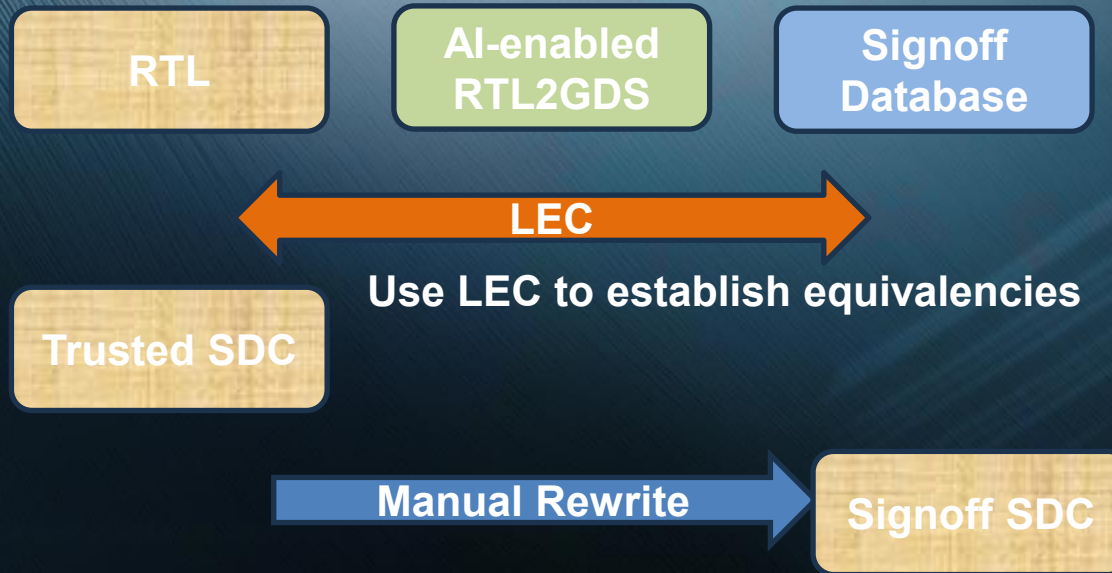 RTL
AI-enabled
RTL2GDS
Signoff
Database
LEC
Use LEC to establish equivalencies
Trusted SDC
Manual Rewrite
Signoff SDC